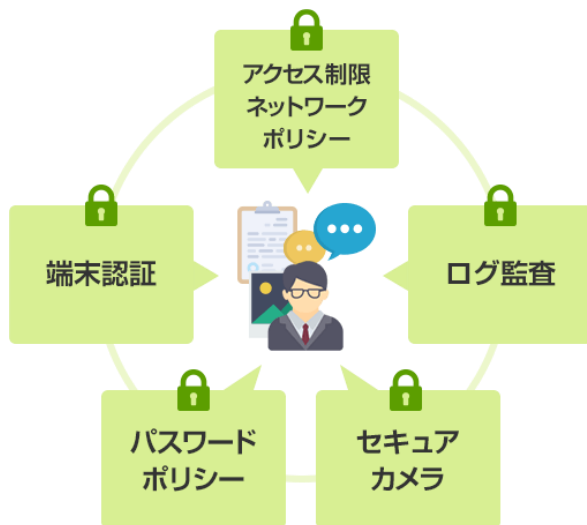 アクセス制限
ネットワーク
ポリシー
端末認証
ログ監査
パスワード
ポリシー
セキュア
カメラ